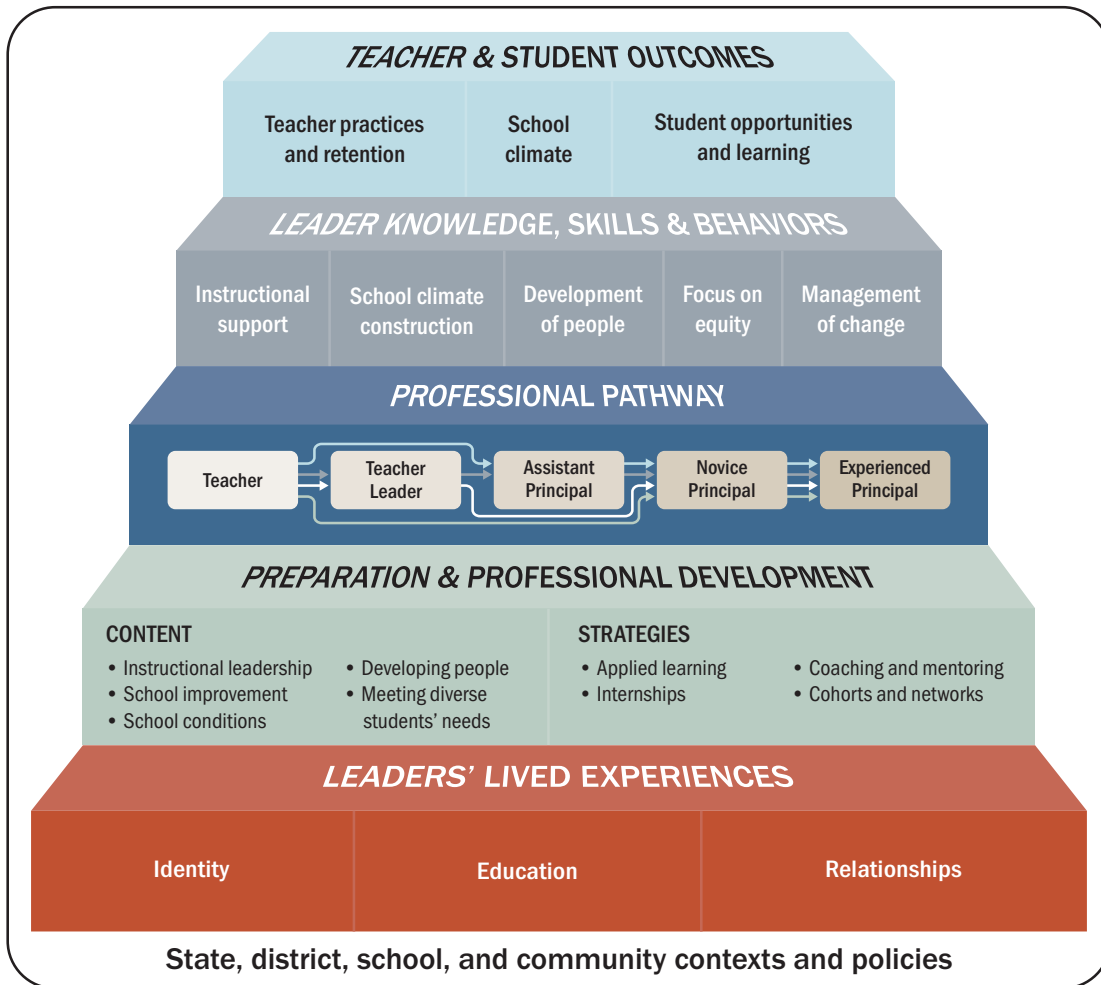 TEACHER & STUDENT OUTCOMES
Teacher practices
and retention
School
climate
Student opportunities
and learning
LEADER KNOWLEDGE, SKILLS & BEHAVIORS
Instructional
support
School climate
construction
Development
of people
Focus on
equity
Management
of change
PROFESSIONAL PATHWAY
Teacher
Teacher
Leader
Assistant
Principal
Novice
Principal
Experienced
Principal
PREPARATION & PROFESSIONAL DEVELOPMENT
CONTENT
• Instructional leadership
• School improvement
• School conditions
• Developing people
• Meeting diverse
students’ needs
STRATEGIES
• Applied learning
• Internships
• Coaching and mentoring
• Cohorts and networks
LEADERS’ LIVED EXPERIENCES
Identity
Education
Relationships
State, district, school, and community contexts and policies